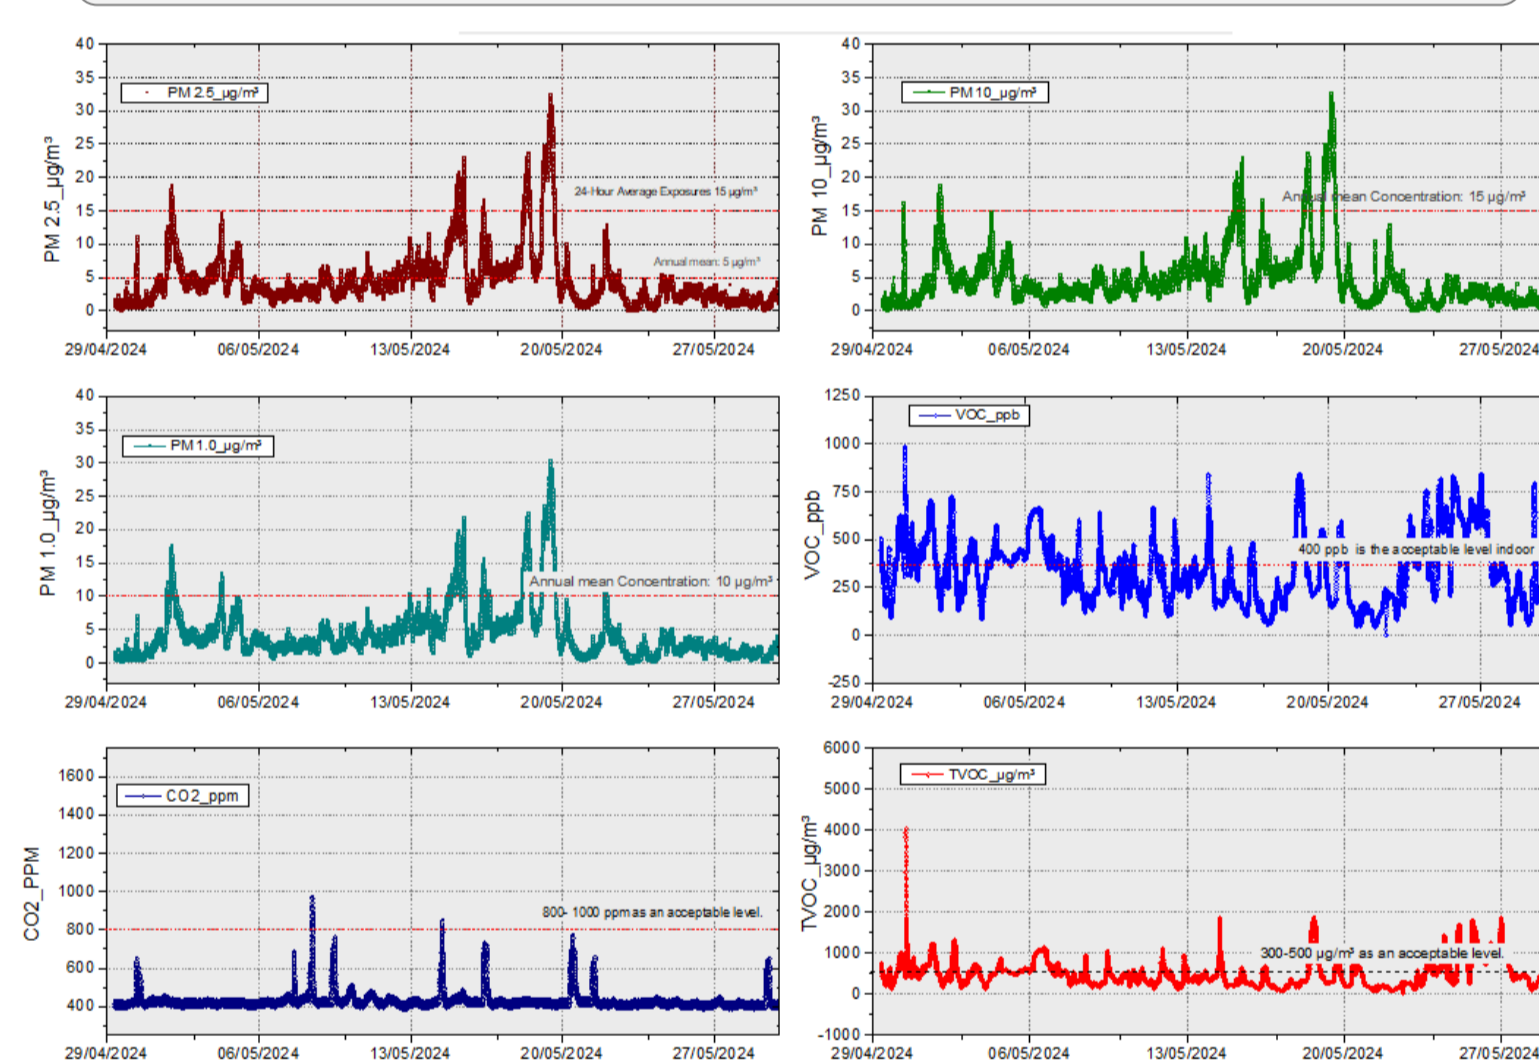 40
35
30
25
20
15
10
5
0
PM 2.5_µg/m³
PM 2.5_µg/m³
24-Hour Average Exposures 15 µg/m³
Annual mean: 5 µg/m³
29/04/2024 06/05/2024 13/05/2024 20/05/2024 27/05/2024
40
35
30
25
20
15
10
5
0
PM 10_µg/m³
PM 10_µg/m³
Annual mean Concentration: 15 µg/m³
29/04/2024 06/05/2024 13/05/2024 20/05/2024 27/05/2024
40
35
30
25
20
15
10
5
0
PM 1.0_µg/m³
PM 1.0_µg/m³
Annual mean Concentration: 10 µg/m³
29/04/2024 06/05/2024 13/05/2024 20/05/2024 27/05/2024
1250
1000
750
500
250
0
-250
VOC_ppb
VOC_ppb
400 ppb is the acceptable level indoor
29/04/2024 06/05/2024 13/05/2024 20/05/2024 27/05/2024
1600
1400
1200
1000
800
600
400
CO2_PPM
CO2_ppm
800- 1000 ppm as an acceptable level.
29/04/2024 06/05/2024 13/05/2024 20/05/2024 27/05/2024
6000
5000
4000
3000
2000
1000
0
-1000
TVOC_µg/m³
TVOC_µg/m³
300-500 µg/m³ as an acceptable level.
29/04/2024 06/05/2024 13/05/2024 20/05/2024 27/05/2024